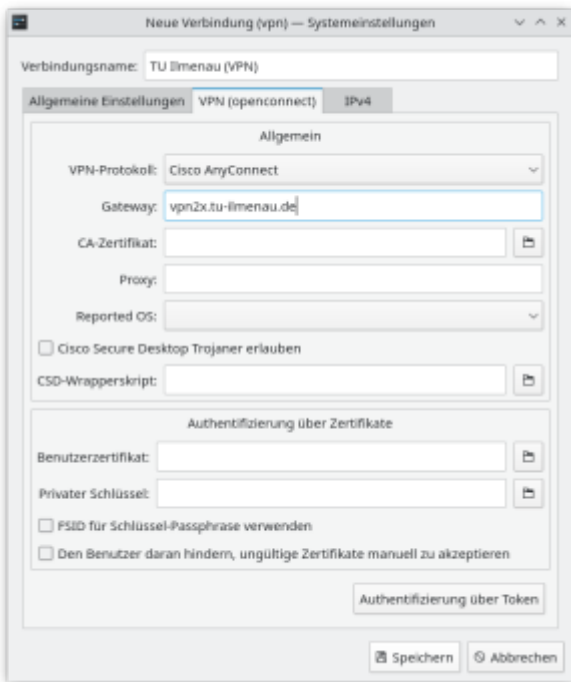 Neue Verbindung (vpn) — Systemeinstellungen
Verbindungsname: TU Ilmenau (VPN)
Allgemeine Einstellungen VPN (openconnect) IPv4
Allgemein
VPN-Protokoll: Cisco AnyConnect
Gateway: vpn2x.tu-ilmenau.de
CA-Zertifikat:
Proxy:
Reported OS:
Cisco Secure Desktop Trojaner erlauben
CSD-Wrapperskript:
Authentifizierung über Zertifikate
Benutzerzertifikat:
Privater Schlüssel:
FSID für Schlüssel-Passphrase verwenden
Den Benutzer daran hindern, ungültige Zertifikate manuell zu akzeptieren
Authentifizierung über Token
Speichern Abbrechen